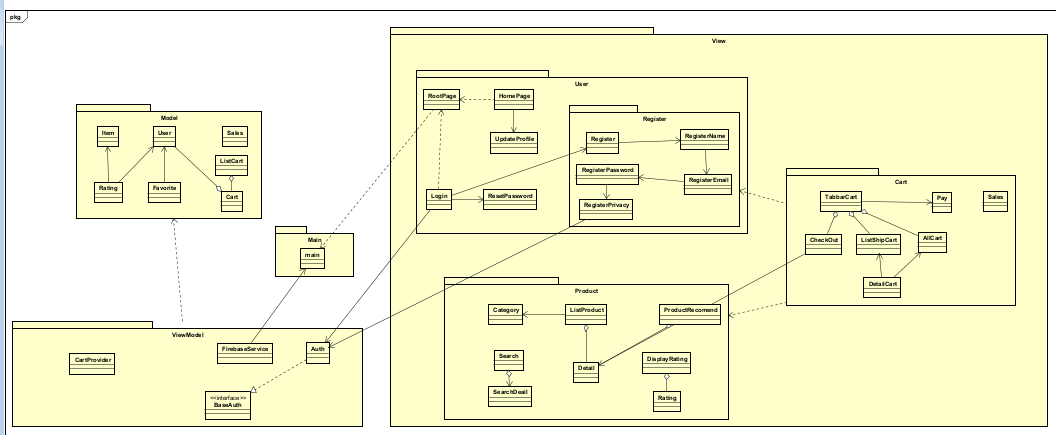 pkg
View
User
RootPage
HomePage
UpdateProfile
Register
Register
RegisterName
RegisterPassword
RegisterEmail
RegisterPrivacy
Login
ResetPassword
Model
Item
User
Sales
ListCart
Rating
Favorite
Cart
Main
main
Cart
TabbarCart
Pay
Sales
CheckOut
ListShipCart
AllCart
DetailCart
Product
Category
ListProduct
ProductRecomend
Search
Detail
DisplayRating
SearchDeail
Rating
ViewModel
CartProvider
FirebaseService
Auth
<<interface>>
BaseAuth